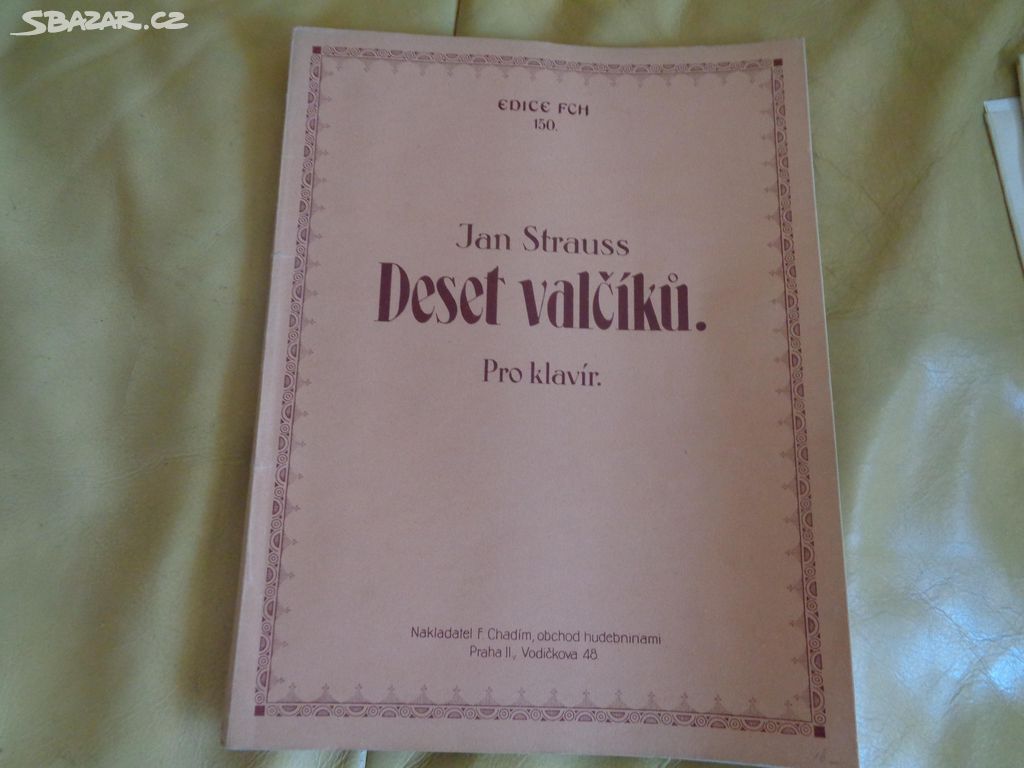 SBAZAR.CZ
EDICE FCH
150.
Jan Strauss
Deset valčíků.
Pro klavír.
Nakladatel F. Chadím, obchod hudebninami
Praha II., Vodičkova 48